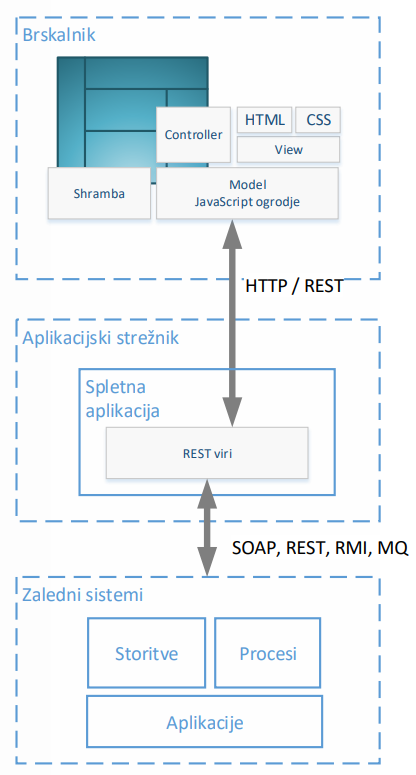 Brskalnik
Controller
HTML
CSS
View
Shramba
Model
JavaScript ogrodje
HTTP / REST
Aplikacijski strežnik
Spletna
aplikacija
REST viri
SOAP, REST, RMI, MQ
Zaledni sistemi
Storitve
Procesi
Aplikacije